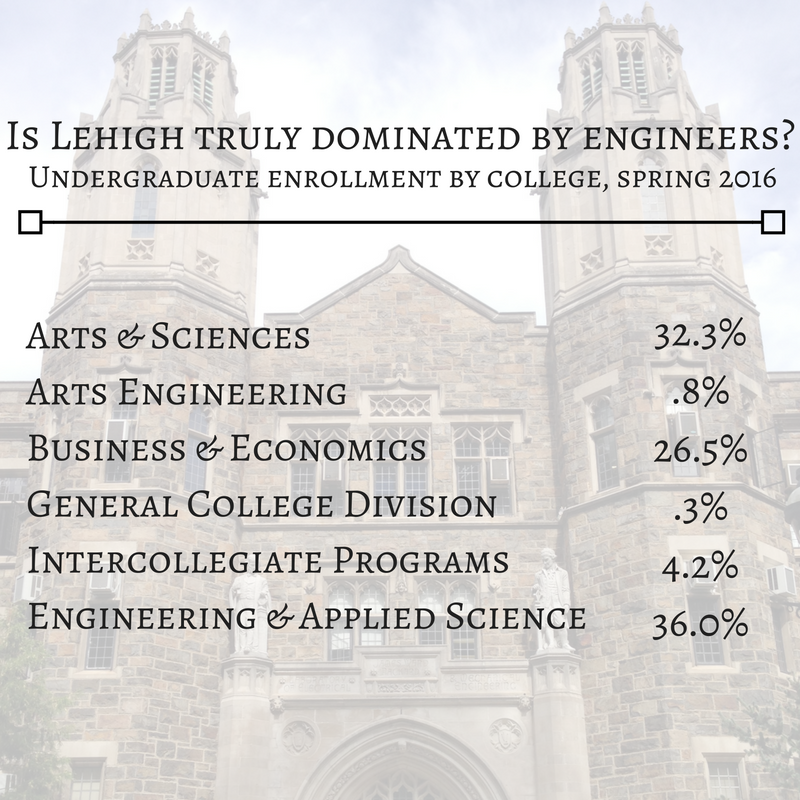 Is Lehigh truly dominated by engineers?
Undergraduate enrollment by college, spring 2016
Arts & Sciences 32.3%
Arts Engineering .8%
Business & Economics 26.5%
General College Division .3%
Intercollegiate Programs 4.2%
Engineering & Applied Science 36.0%